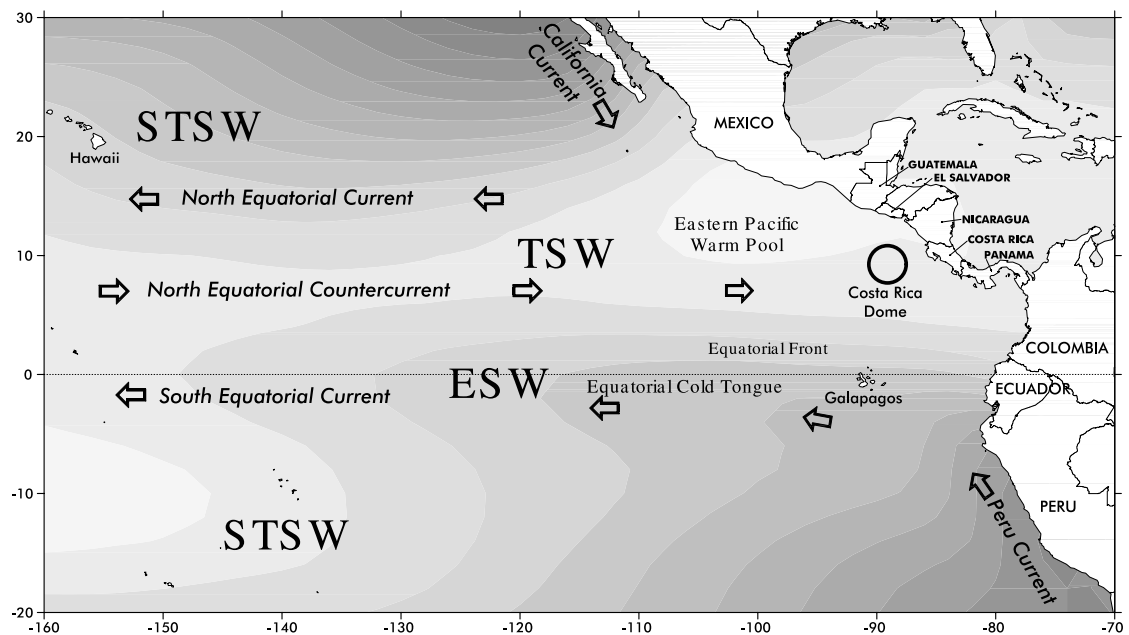 30
20
10
0
-10
-20
-160
-150
-140
-130
-120
-110
-100
-90
-80
-70
California
Current
STSW
Hawaii
MEXICO
GUATEMALA
EL SALVADOR
North Equatorial Current
NICARAGUA
Eastern Pacific
Warm Pool
COSTA RICA
PANAMA
TSW
North Equatorial Countercurrent
Costa Rica
Dome
Equatorial Front
COLOMBIA
ESW
Equatorial Cold Tongue
South Equatorial Current
Galapagos
ECUADOR
STSW
PERU
Peru Current